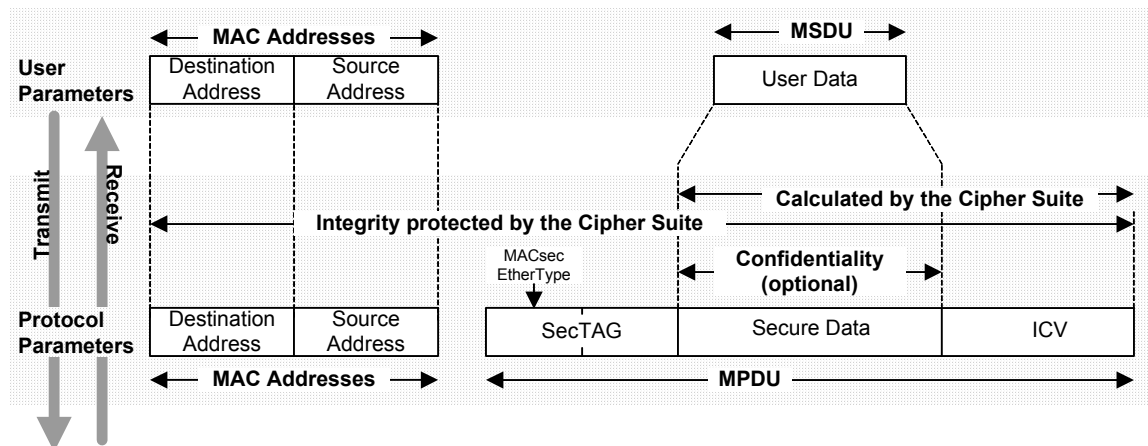 MAC Addresses
MSDU
User
Parameters
Destination
Address
Source
Address
User Data
Transmit
Receive
Calculated by the Cipher Suite
Integrity protected by the Cipher Suite
MACsec
EtherType
Confidentiality
(optional)
Protocol
Parameters
Destination
Address
Source
Address
SecTAG
Secure Data
ICV
MAC Addresses
MPDU